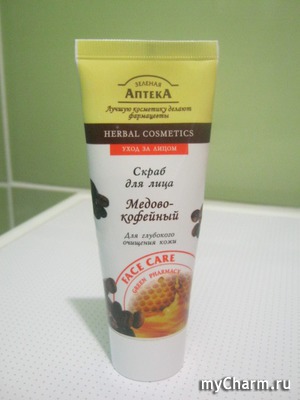 ЗЕЛЕНАЯ
АПТЕКА
Лучшую косметику делают
фармацевты
HERBAL COSMETICS
УХОД ЗА ЛИЦОМ
Скраб
для лица
Медово-
кофейный
Для глубокого
очищения кожи
FACE CARE
GREEN PHARMACY
myCharm.ru